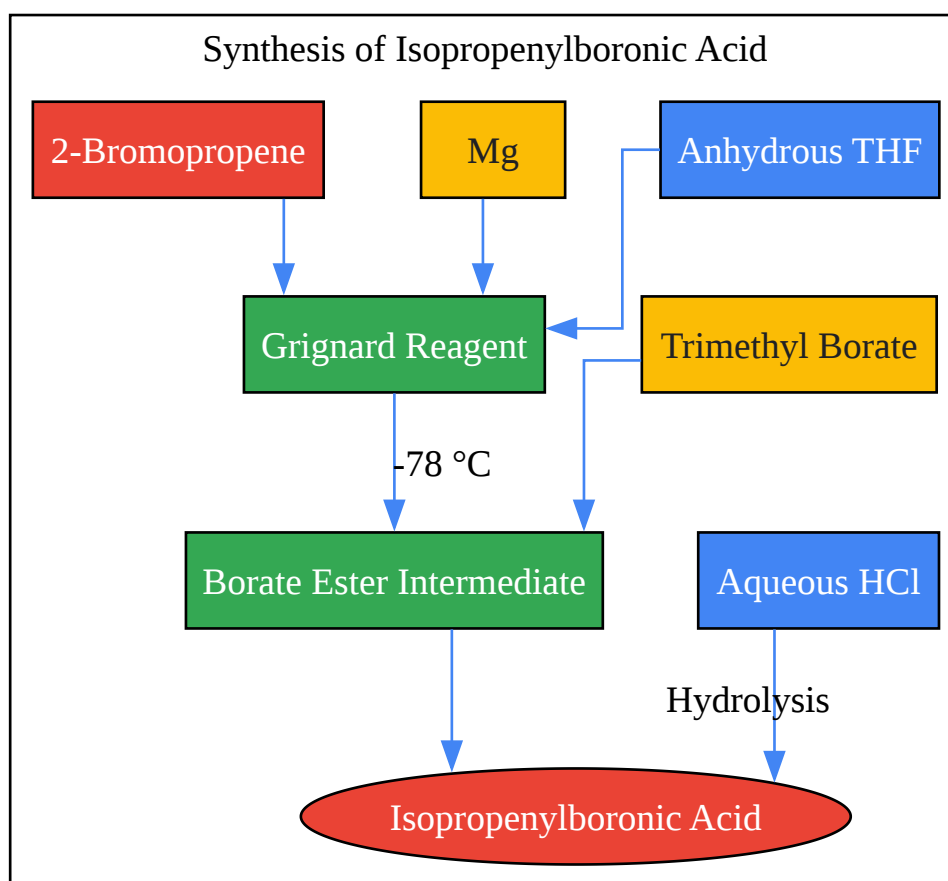 Synthesis of Isopropenylboronic Acid
2-Bromopropene
Mg
Anhydrous THF
Grignard Reagent
Trimethyl Borate
-78 °C
Borate Ester Intermediate
Aqueous HCl
Hydrolysis
Isopropenylboronic Acid